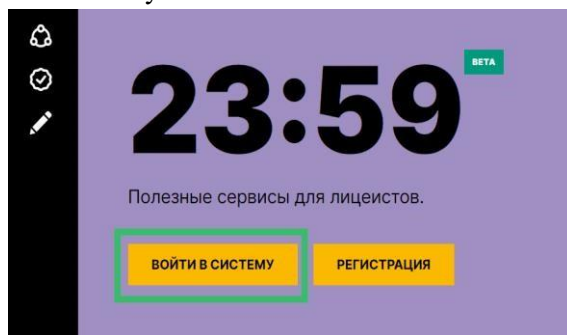 23:59
BETA
Полезные сервисы для лицеистов.
ВОЙТИ В СИСТЕМУ
РЕГИСТРАЦИЯ